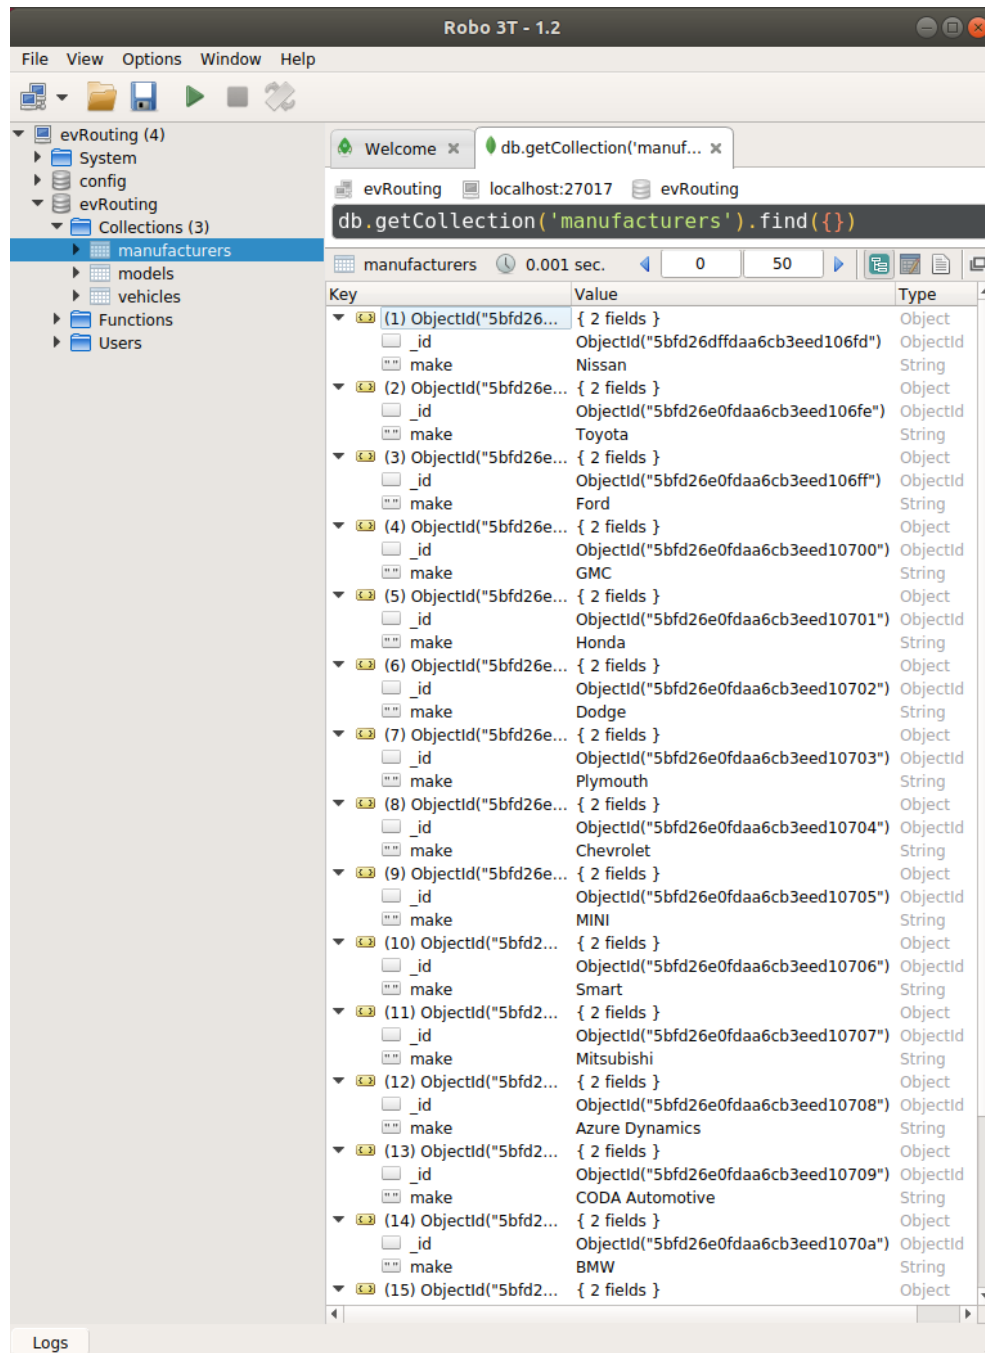 Robo 3T - 1.2
File View Options Window Help
evRouting (4)
System
config
evRouting
Collections (3)
manufacturers
models
vehicles
Functions
Users
Welcome
db.getCollection('manuf...
evRouting localhost:27017 evRouting
db.getCollection('manufacturers').find({})
manufacturers 0.001 sec. 0 50
Key Value Type
(1) ObjectId("5bfd26... { 2 fields } Object
_id ObjectId("5bfd26dffdaa6cb3eed106fd") ObjectId
"" make Nissan String
(2) ObjectId("5bfd26e... { 2 fields } Object
_id ObjectId("5bfd26e0fdaa6cb3eed106fe") ObjectId
"" make Toyota String
(3) ObjectId("5bfd26e... { 2 fields } Object
_id ObjectId("5bfd26e0fdaa6cb3eed106ff") ObjectId
"" make Ford String
(4) ObjectId("5bfd26e... { 2 fields } Object
_id ObjectId("5bfd26e0fdaa6cb3eed10700") ObjectId
"" make GMC String
(5) ObjectId("5bfd26e... { 2 fields } Object
_id ObjectId("5bfd26e0fdaa6cb3eed10701") ObjectId
"" make Honda String
(6) ObjectId("5bfd26e... { 2 fields } Object
_id ObjectId("5bfd26e0fdaa6cb3eed10702") ObjectId
"" make Dodge String
(7) ObjectId("5bfd26e... { 2 fields } Object
_id ObjectId("5bfd26e0fdaa6cb3eed10703") ObjectId
"" make Plymouth String
(8) ObjectId("5bfd26e... { 2 fields } Object
_id ObjectId("5bfd26e0fdaa6cb3eed10704") ObjectId
"" make Chevrolet String
(9) ObjectId("5bfd26e... { 2 fields } Object
_id ObjectId("5bfd26e0fdaa6cb3eed10705") ObjectId
"" make MINI String
(10) ObjectId("5bfd2... { 2 fields } Object
_id ObjectId("5bfd26e0fdaa6cb3eed10706") ObjectId
"" make Smart String
(11) ObjectId("5bfd2... { 2 fields } Object
_id ObjectId("5bfd26e0fdaa6cb3eed10707") ObjectId
"" make Mitsubishi String
(12) ObjectId("5bfd2... { 2 fields } Object
_id ObjectId("5bfd26e0fdaa6cb3eed10708") ObjectId
"" make Azure Dynamics String
(13) ObjectId("5bfd2... { 2 fields } Object
_id ObjectId("5bfd26e0fdaa6cb3eed10709") ObjectId
"" make CODA Automotive String
(14) ObjectId("5bfd2... { 2 fields } Object
_id ObjectId("5bfd26e0fdaa6cb3eed1070a") ObjectId
"" make BMW String
(15) ObjectId("5bfd2... { 2 fields } Object
Logs